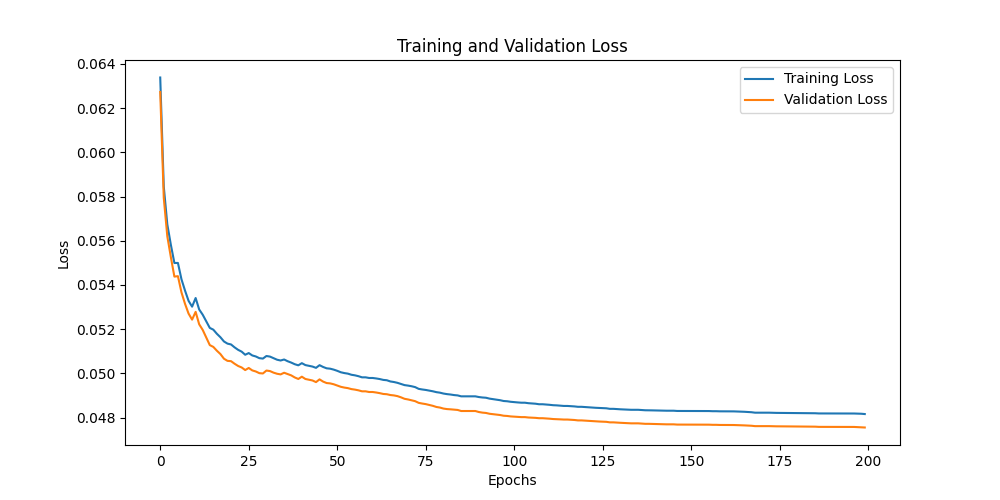 Training and Validation Loss
0.064
0.062
0.060
0.058
0.056
0.054
0.052
0.050
0.048
Loss
Training Loss
Validation Loss
0 25 50 75 100 125 150 175 200
Epochs